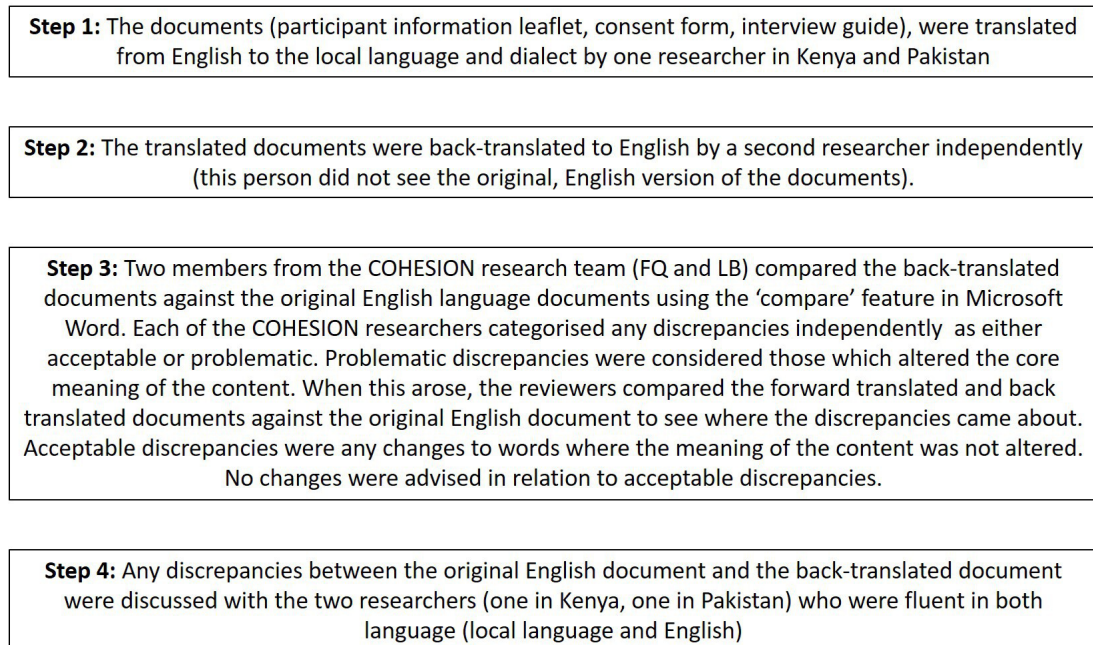 Step 1: The documents (participant information leaflet, consent form, interview guide), were translated
from English to the local language and dialect by one researcher in Kenya and Pakistan
Step 2: The translated documents were back-translated to English by a second researcher independently
(this person did not see the original, English version of the documents).
Step 3: Two members from the COHESION research team (FQ and LB) compared the back-translated
documents against the original English language documents using the ‘compare’ feature in Microsoft
Word. Each of the COHESION researchers categorised any discrepancies independently  as either
acceptable or problematic. Problematic discrepancies were considered those which altered the core
meaning of the content. When this arose, the reviewers compared the forward translated and back
translated documents against the original English document to see where the discrepancies came about.
Acceptable discrepancies were any changes to words where the meaning of the content was not altered.
No changes were advised in relation to acceptable discrepancies.
Step 4: Any discrepancies between the original English document and the back-translated document
were discussed with the two researchers (one in Kenya, one in Pakistan) who were fluent in both
language (local language and English)